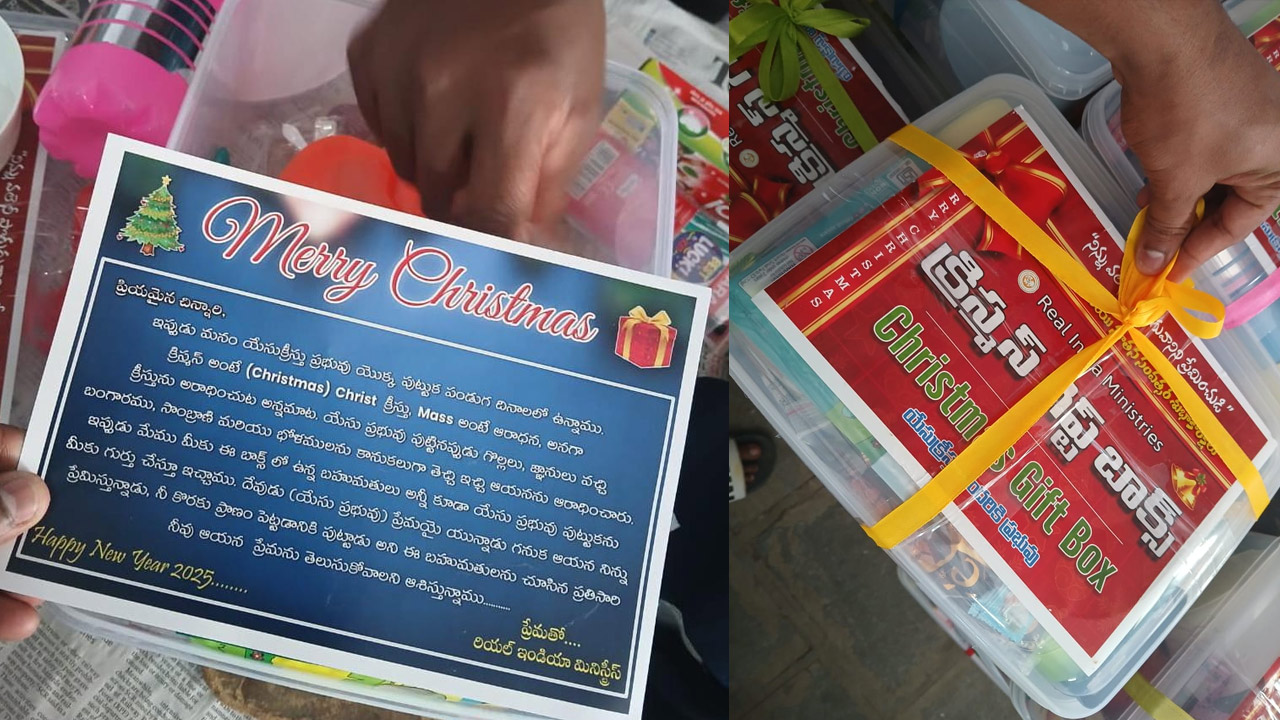 Merry Christmas
ప్రియమైన చిన్నారి,
ఇప్పుడు మనం యేసుక్రీస్తు ప్రభువు యొక్క పుట్టుక పండుగ దినాలలో ఉన్నాము.
క్రిస్మస్ అంటే (Christmas) Christ క్రీస్తు, Mass అంటే ఆరాధన, అనగా
క్రీస్తును ఆరాధించుట అన్నమాట. యేసు ప్రభువు పుట్టినప్పుడు గొల్లలు, జ్ఞానులు వచ్చి
బంగారము, సాంబ్రాణి మరియు భోళములను కానుకలుగా తెచ్చి ఇచ్చి ఆయనను ఆరాధించారు.
ఇప్పుడు మేము మీకు ఈ బాక్స్ లో ఉన్న బహుమతులు అన్నీ కూడా యేసు ప్రభువు పుట్టుకను
మీకు గుర్తు చేస్తూ ఇచ్చాము. దేవుడు (యేసు ప్రభువు) ప్రేమయై యున్నాడు గనుక ఆయన నిన్ను
ప్రేమిస్తున్నాడు, నీ కొరకు ప్రాణం పెట్టడానికి పుట్టాడు అని ఈ బహుమతులను చూసిన ప్రతిసారి
నీవు ఆయన ప్రేమను తెలుసుకోవాలని ఆశిస్తున్నాము..........
Happy New Year 2025.......
ప్రేమతో....
రియల్ ఇండియా మినిస్ట్రీస్
MERRY CHRISTMAS
Real In a Ministries
క్రిస్మస్ గిఫ్ట్ బాక్స్
Christm s Gift Box